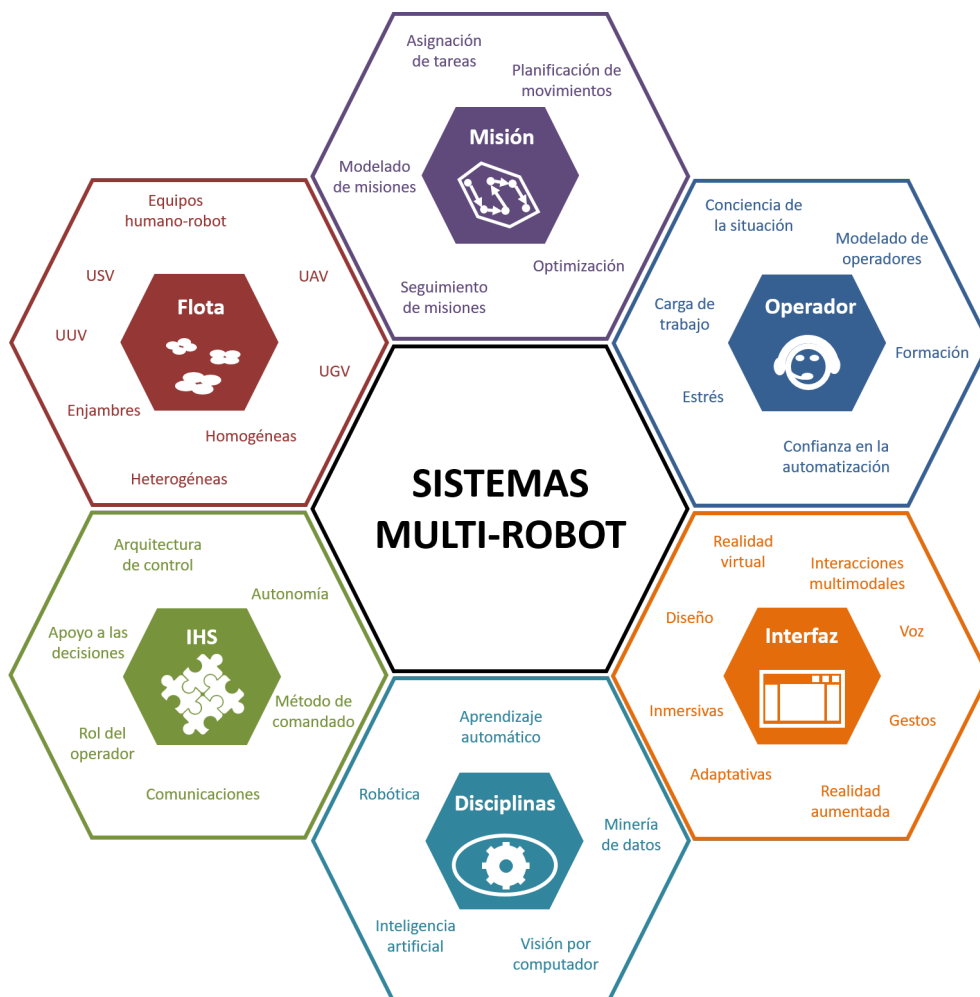 Asignación
de tareas
Planificación de
movimientos
Misión
Modelado
de misiones
Optimización
Seguimiento
de misiones
Equipos
humano-robot
USV
UAV
Flota
UUV
UGV
Enjambres
Homogéneas
Heterogéneas
Conciencia de
la situación
Modelado de
operadores
Carga de
trabajo
Operador
Formación
Estrés
Confianza en la
automatización
SISTEMAS
MULTI-ROBOT
Arquitectura
de control
Autonomía
Apoyo a las
decisiones
IHS
Método de
comandado
Rol del
operador
Comunicaciones
Realidad
virtual
Interacciones
multimodales
Diseño
Interfaz
Voz
Inmersivas
Gestos
Adaptativas
Realidad
aumentada
Aprendizaje
automático
Robótica
Disciplinas
Minería
de datos
Inteligencia
artificial
Visión por
computador